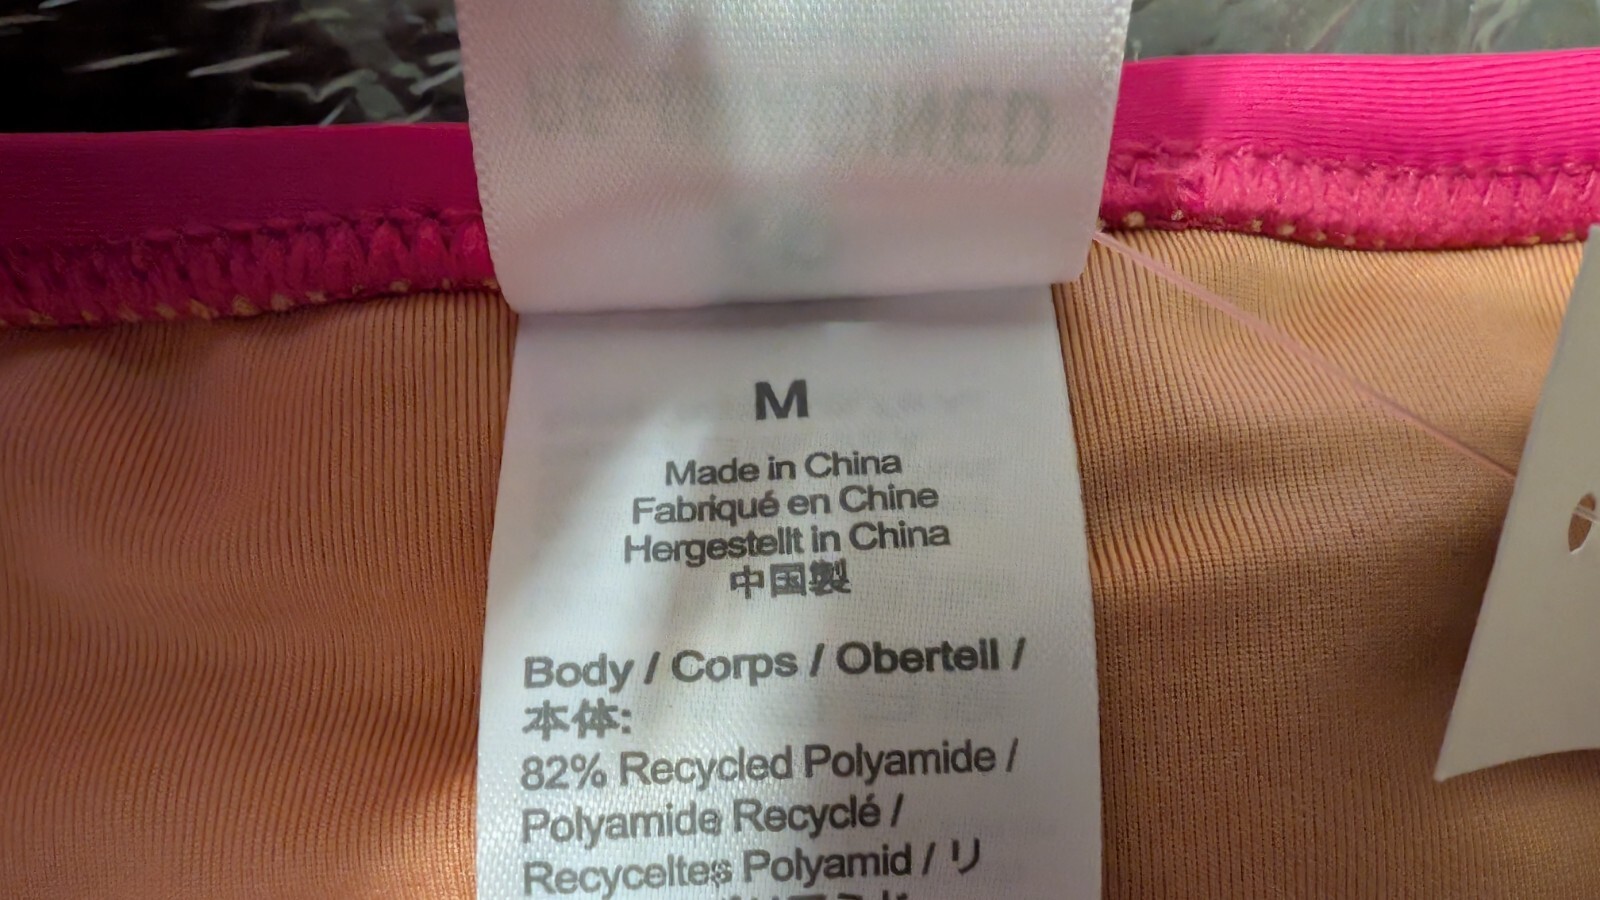 M
Made in China
Fabriqué en Chine
Hergestellt in China
中国製
Body / Corps / Oberteil /
本体:
82% Recycled Polyamide /
Polyamide Recyclé /
Recyceltes Polyamid / リ